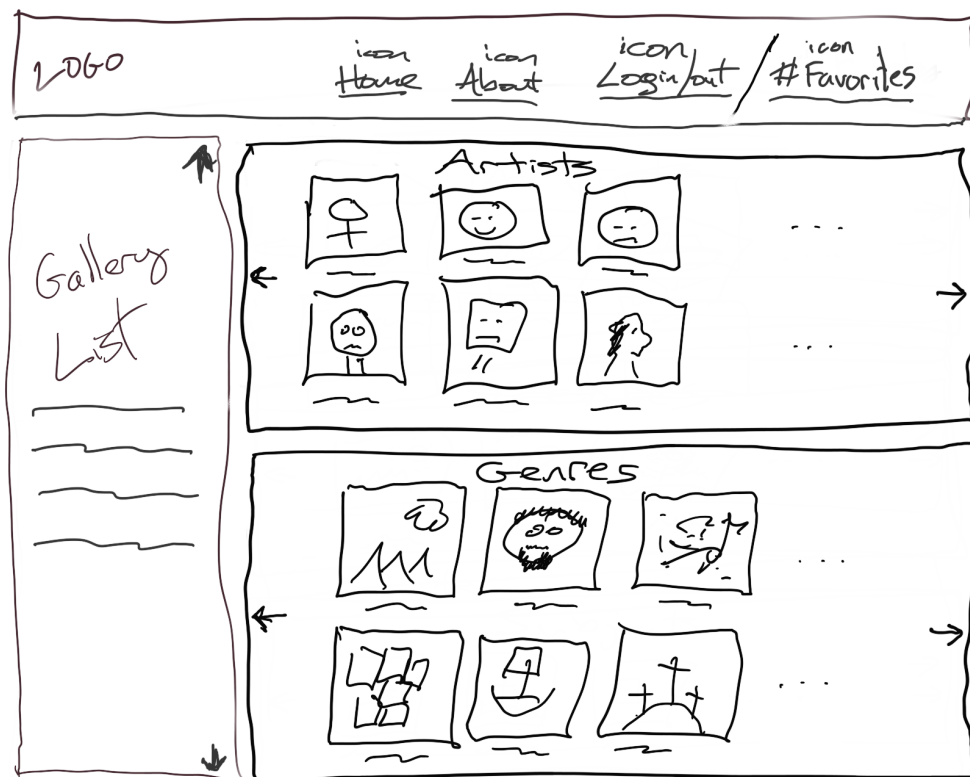 LOGO
icon icon icon icon
Home About Login/out / #Favorites
Gallery
List
Artists
...
...
Genres
...
...